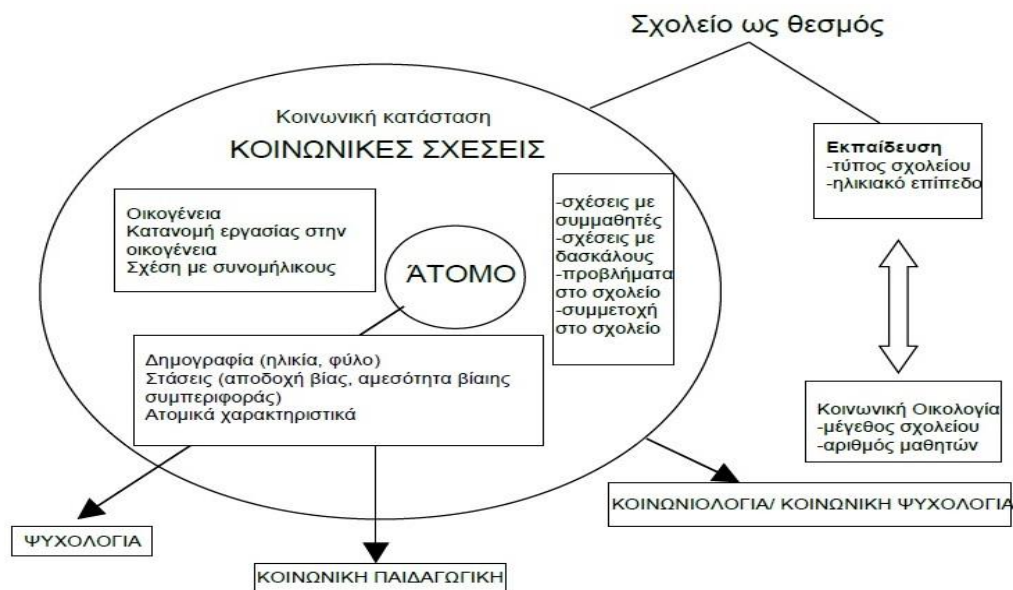 Σχολείο ως θεσμός
Κοινωνική κατάσταση
ΚΟΙΝΩΝΙΚΕΣ ΣΧΕΣΕΙΣ
Οικογένεια
Κατανομή εργασίας στην
οικογένεια
Σχέση με συνομήλικους
ΆΤΟΜΟ
-σχέσεις με
συμμαθητές
-σχέσεις με
δασκάλους
-προβλήματα
στο σχολείο
-συμμετοχή
στο σχολείο
Εκπαίδευση
-τύπος σχολείου
-ηλικιακό επίπεδο
Δημογραφία (ηλικία, φύλο)
Στάσεις (αποδοχή βίας, αμεσότητα βίαιης
συμπεριφοράς)
Ατομικά χαρακτηριστικά
Κοινωνική Οικολογία
-μέγεθος σχολείου
-αριθμός μαθητών
ΚΟΙΝΩΝΙΟΛΟΓΙΑ/ ΚΟΙΝΩΝΙΚΗ ΨΥΧΟΛΟΓΙΑ
ΨΥΧΟΛΟΓΙΑ
ΚΟΙΝΩΝΙΚΗ ΠΑΙΔΑΓΩΓΙΚΗ